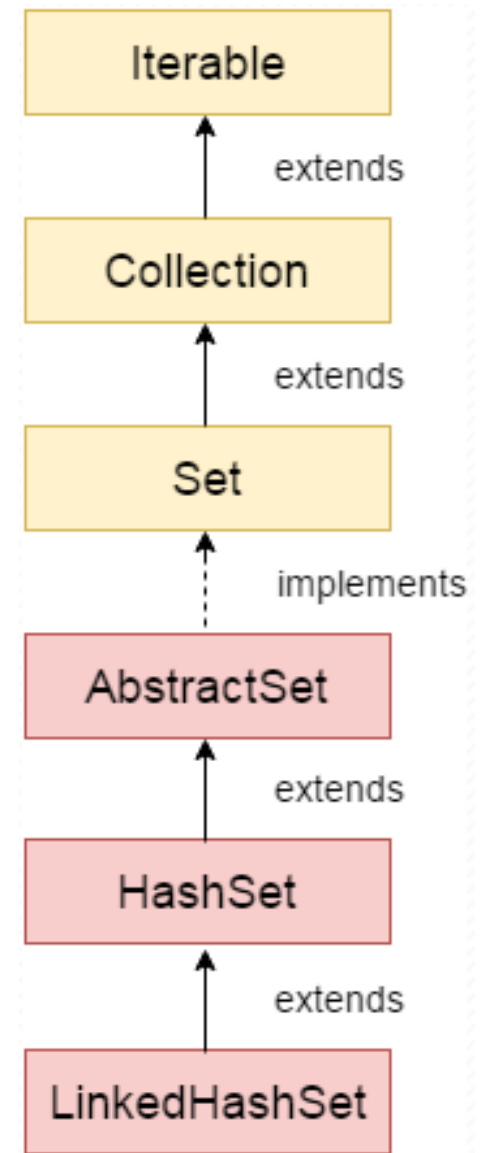 Iterable
extends
Collection
extends
Set
implements
AbstractSet
extends
HashSet
extends
LinkedHashSet